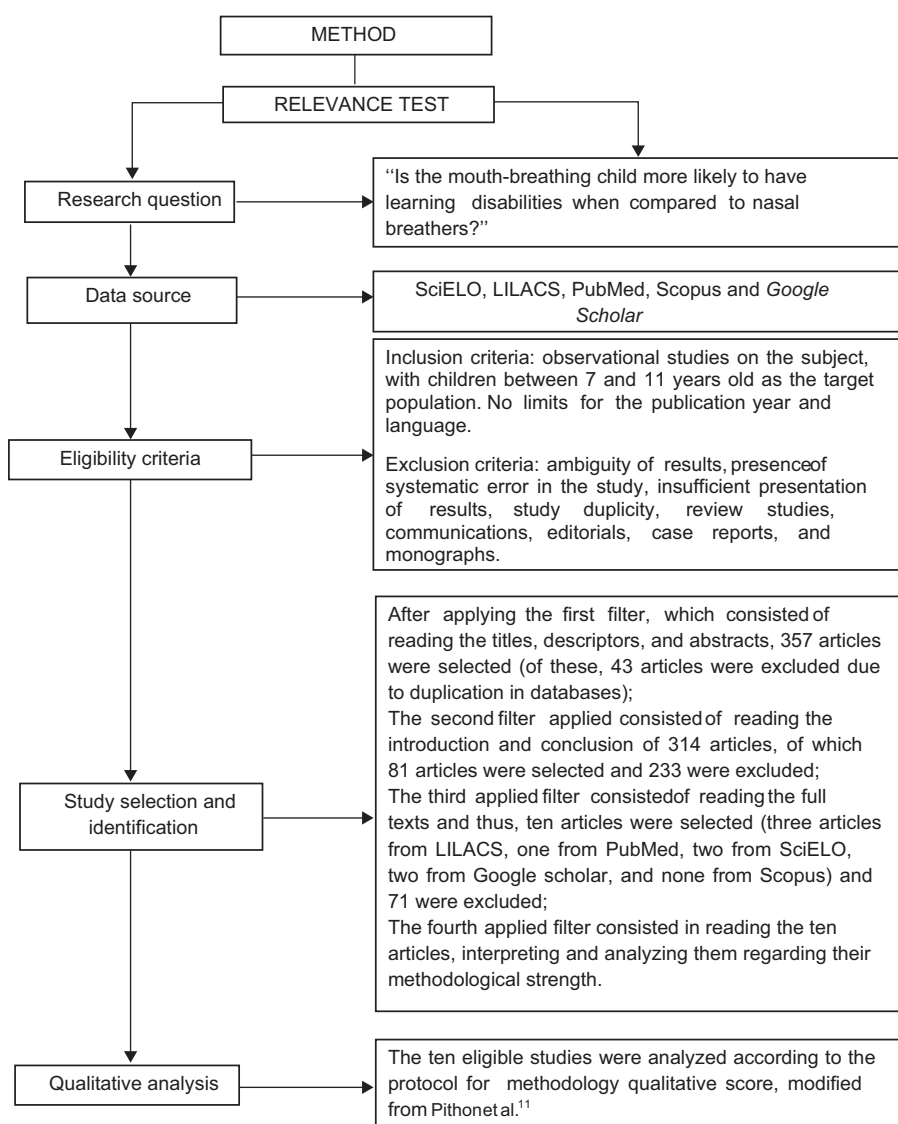 METHOD
RELEVANCE TEST
Research question
‘‘Is the mouth-breathing child more likely to have
learning disabilities when compared to nasal
breathers?’’
Data source
SciELO, LILACS, PubMed, Scopus and Google
Scholar
Eligibility criteria
Inclusion criteria: observational studies on the subject,
with children between 7 and 11 years old as the target
population. No limits for the publication year and
language.
Exclusion criteria: ambiguity of results, presenceof
systematic error in the study, insufficient presentation
of results, study duplicity, review studies,
communications, editorials, case reports, and
monographs.
Study selection and
identification
After applying the first filter, which consisted of
reading the titles, descriptors, and abstracts, 357 articles
were selected (of these, 43 articles were excluded due
to duplication in databases);
The second filter applied consisted of reading the
introduction and conclusion of 314 articles, of which
81 articles were selected and 233 were excluded;
The third applied filter consistedof reading the full
texts and thus, ten articles were selected (three articles
from LILACS, one from PubMed, two from SciELO,
two from Google scholar, and none from Scopus) and
71 were excluded;
The fourth applied filter consisted in reading the ten
articles, interpreting and analyzing them regarding their
methodological strength.
Qualitative analysis
The ten eligible studies were analyzed according to the
protocol for methodology qualitative score, modified
from Pithonet al.11